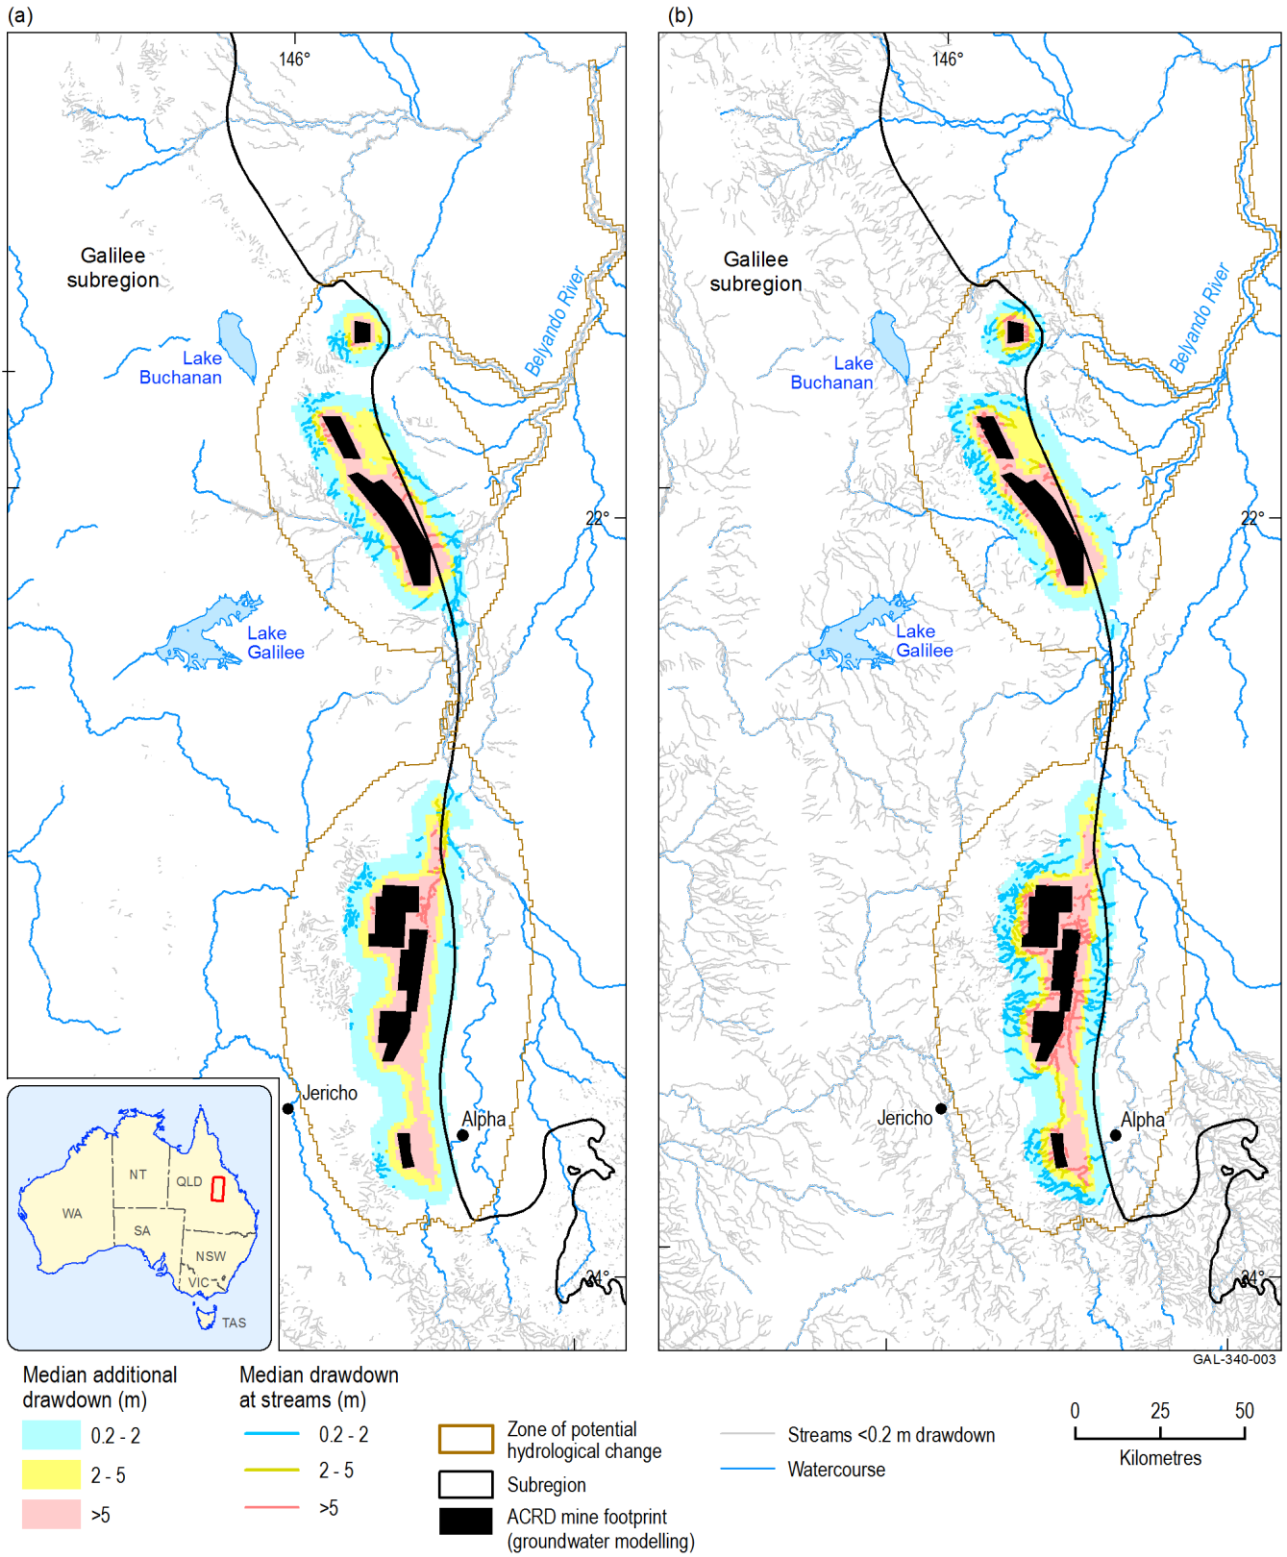 (a)
(b)
146°
146°
Galilee
subregion
Galilee
subregion
Belyando River
Belyando River
Lake
Buchanan
Lake
Buchanan
22°
22°
Lake
Galilee
Lake
Galilee
Jericho
Alpha
Jericho
Alpha
NT
QLD
WA
SA
NSW
VIC
TAS
24°
24°
GAL-340-003
Median additional
drawdown (m)
0.2 - 2
2 - 5
>5
Median drawdown
at streams (m)
0.2 - 2
2 - 5
>5
Zone of potential
hydrological change
Subregion
ACRD mine footprint
(groundwater modelling)
Streams <0.2 m drawdown
Watercourse
0 25 50
Kilometres